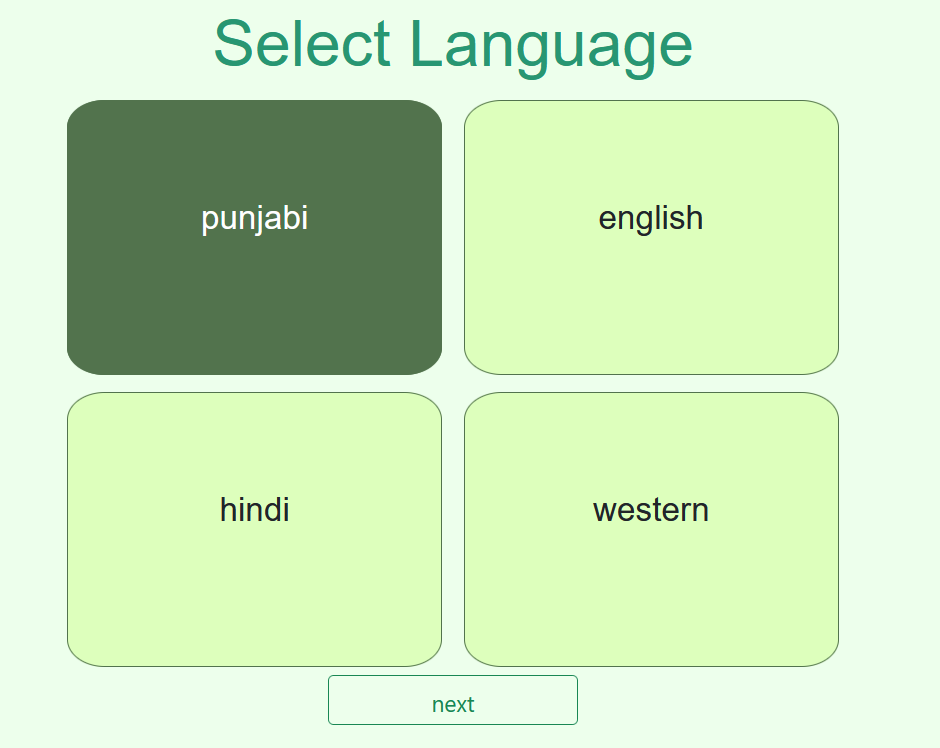 Select Language
punjabi
english
hindi
western
next